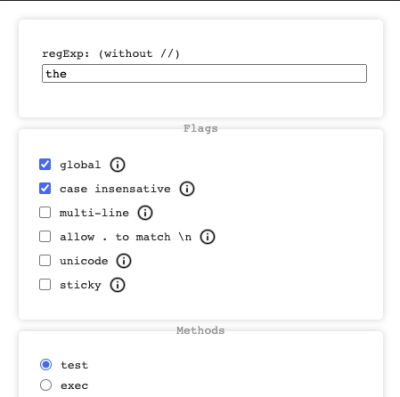 regExp: (without //)
the
Flags
global
case insensative
multi-line
allow . to match \n
unicode
sticky
Methods
test
exec